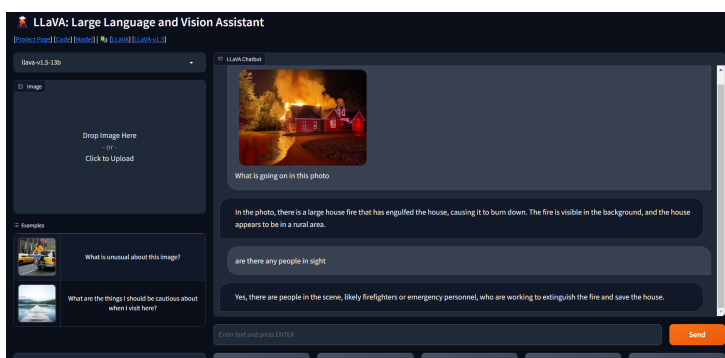 LLaVA: Large Language and Vision Assistant
[Project Page] [Code] [Model] | 📚 [LLaVA] [LLaVA-v1.5]
llava-v1.5-13b
Image
Drop Image Here
- or -
Click to Upload
Examples
What is unusual about this image?
What are the things I should be cautious about
when I visit here?
LLaVA Chatbot
What is going on in this photo
In the photo, there is a large house fire that has engulfed the house, causing it to burn down. The fire is visible in the background, and the house
appears to be in a rural area.
are there any people in sight
Yes, there are people in the scene, likely firefighters or emergency personnel, who are working to extinguish the fire and save the house.
Enter text and press ENTER
Send